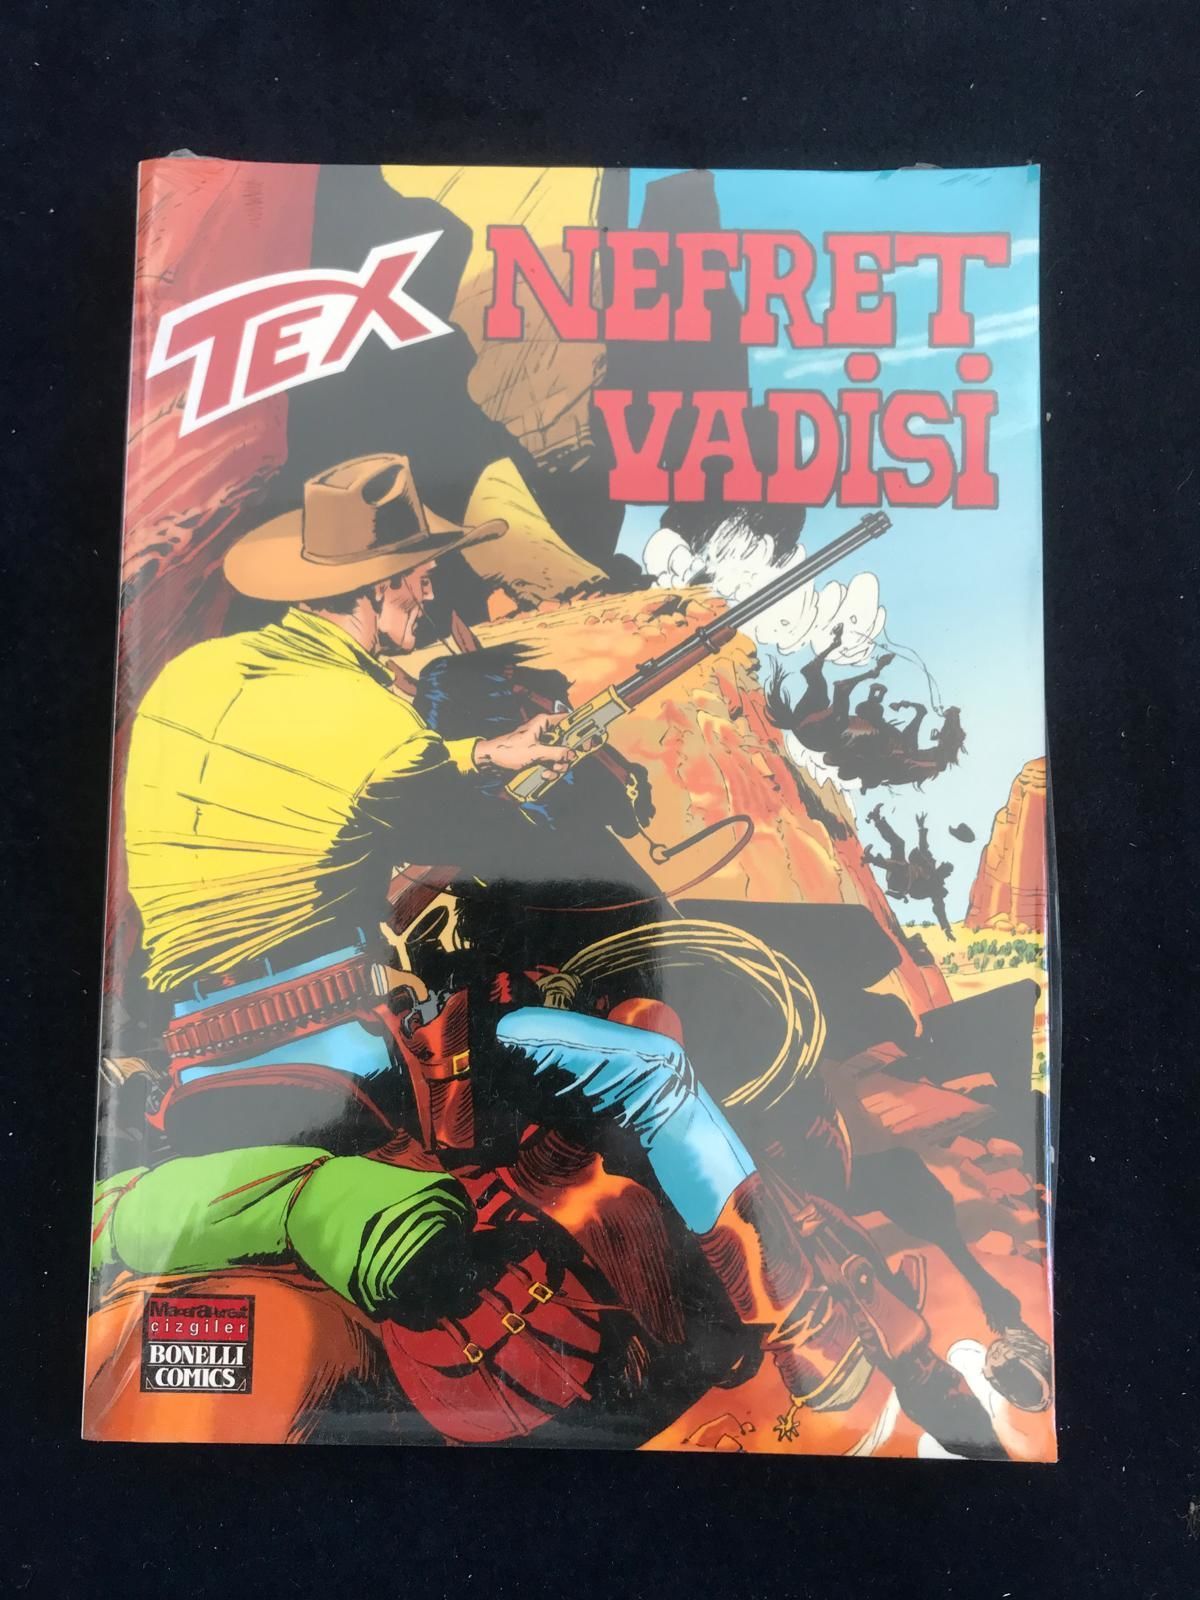 TEX
NEFRET
VADİSİ
MaceraPerest
çizgiler
BONELLI
COMICS